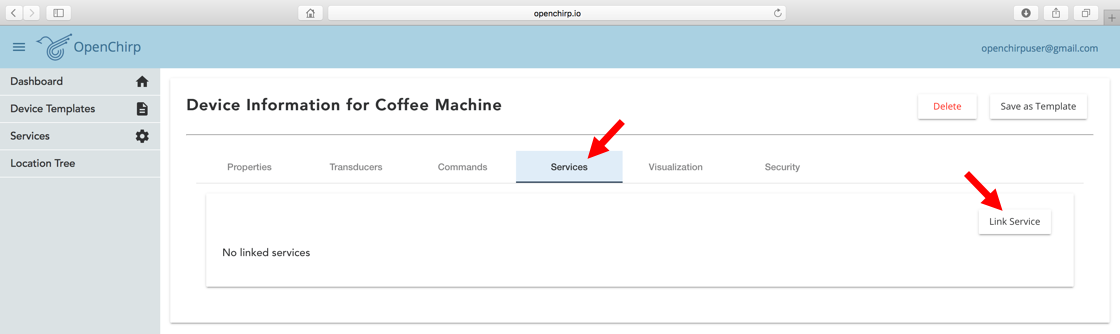 openchirp.io
OpenChirp
openchirpuser@gmail.com
Dashboard
Device Templates
Services
Location Tree
Device Information for Coffee Machine
Delete
Save as Template
Properties Transducers Commands Services Visualization Security
Link Service
No linked services